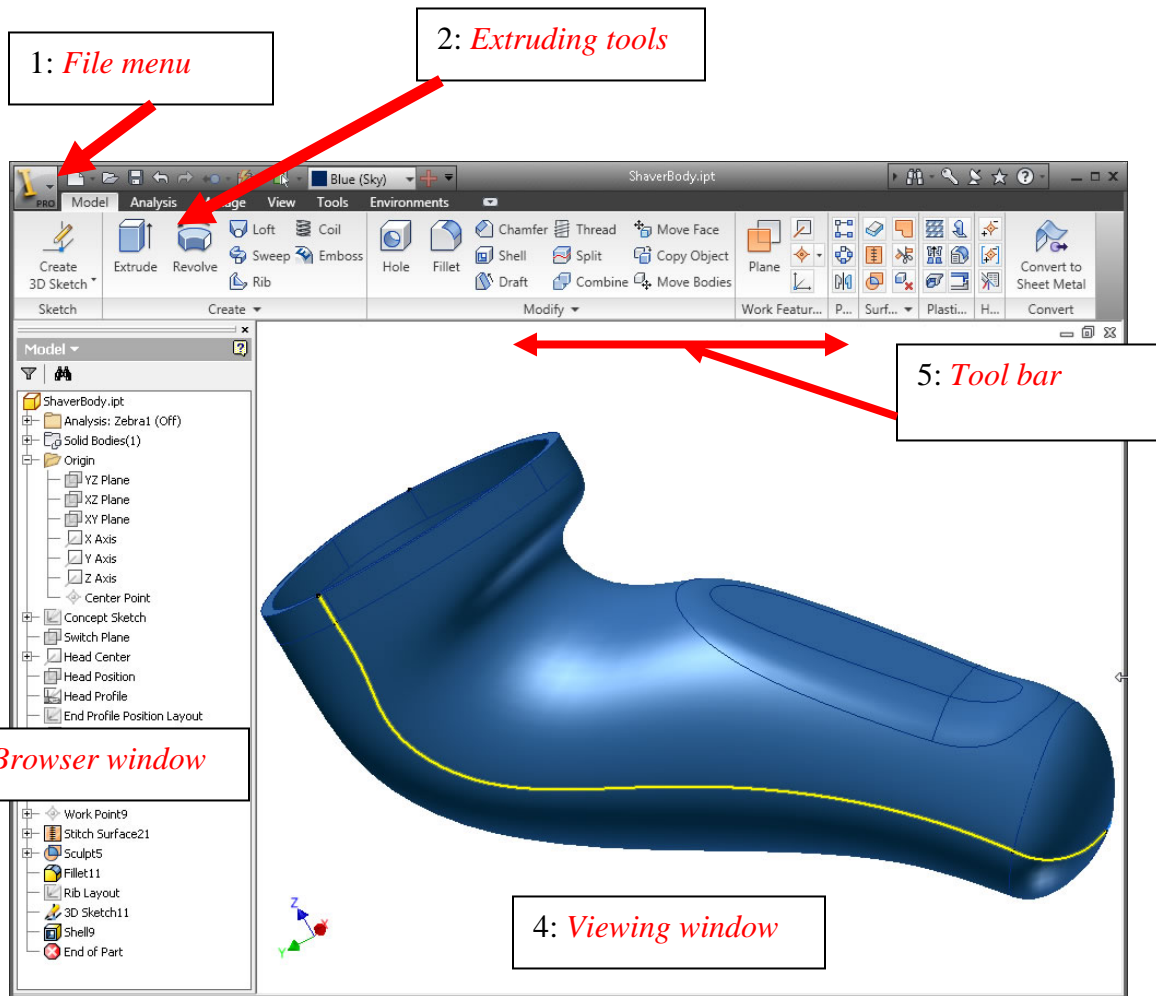 2: Extruding tools
1: File menu
PRO
Blue (Sky)
ShaverBody.ipt
Model Analysis View Tools Environments
Extrude
Revolve
Loft
Sweep
Rib
Coil
Emboss
Create
3D Sketch
Hole
Fillet
Chamfer
Shell
Draft
Thread
Split
Combine
Move Face
Copy Object
Move Bodies
Plane
Convert to
Sheet Metal
Sketch
Create
Modify
Work Featur...
P...
Surf...
Plasti...
H...
Convert
5: Tool bar
Model
ShaverBody.ipt
Analysis: Zebra1 (Off)
Solid Bodies(1)
Origin
YZ Plane
XZ Plane
XY Plane
X Axis
Y Axis
Z Axis
Center Point
Concept Sketch
Switch Plane
Head Center
Head Position
Head Profile
End Profile Position Layout
Browser window
Work Point9
Stitch Surface21
Sculpt5
Fillet11
Rib Layout
3D Sketch11
Shell9
End of Part
Z
X
Y
4: Viewing window